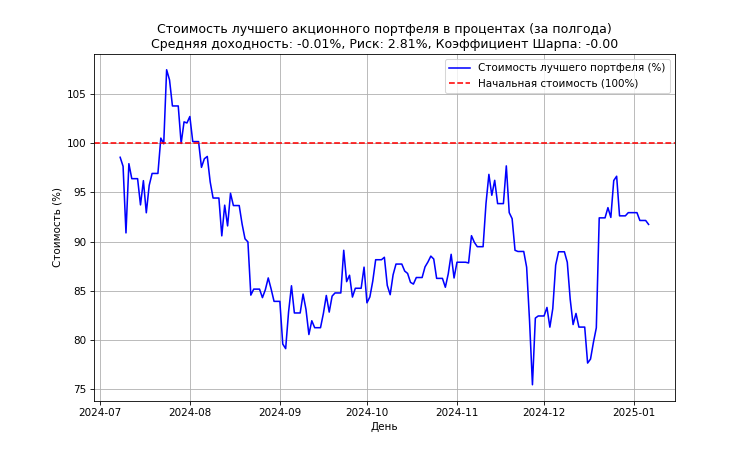 Стоимость лучшего акционного портфеля в процентах (за полгода)
Средняя доходность: -0.01%, Риск: 2.81%, Коэффициент Шарпа: -0.00
Стоимость лучшего портфеля (%)
Начальная стоимость (100%)
Стоимость (%)
105
100
95
90
85
80
75
2024-07
2024-08
2024-09
2024-10
2024-11
2024-12
2025-01
День